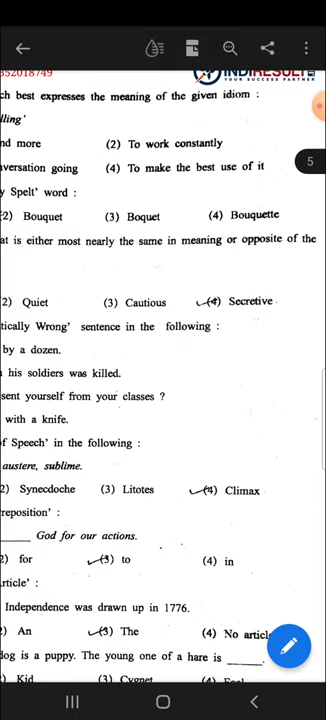 352018749
INDIRESULT
YOUR SUCCESS PARTNER
ch best expresses the meaning of the given idiom :
lling'
nd more (2) To work constantly
versation going (4) To make the best use of it
5
y Spelt' word :
2) Bouquet (3) Boquet (4) Bouquette
at is either most nearly the same in meaning or opposite of the
2) Quiet (3) Cautious (4) Secretive
tically Wrong' sentence in the following :
by a dozen.
his soldiers was killed.
sent yourself from your classes ?
with a knife.
of Speech' in the following :
austere, sublime.
2) Synecdoche (3) Litotes (4) Climax
reposition' :
______ God for our actions.
2) for (3) to (4) in
rticle' :
Independence was drawn up in 1776.
) An (3) The (4) No articl
dog is a puppy. The young one of a hare is ______.
) Kid (3) Cygnet (4) Foal